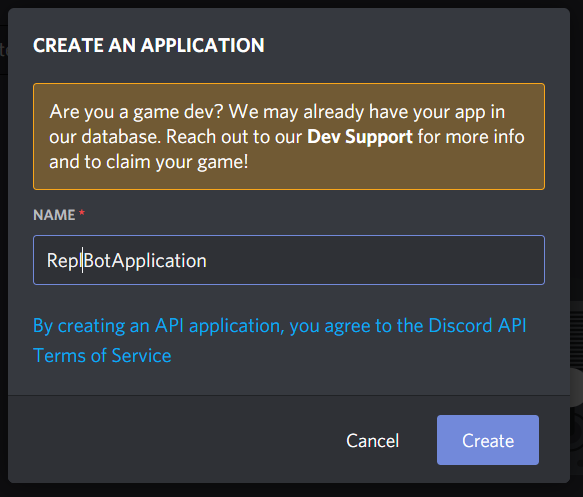 CREATE AN APPLICATION
Are you a game dev? We may already have your app in
our database. Reach out to our Dev Support for more info
and to claim your game!
NAME *
ReplBotApplication
By creating an API application, you agree to the Discord API
Terms of Service
Cancel Create